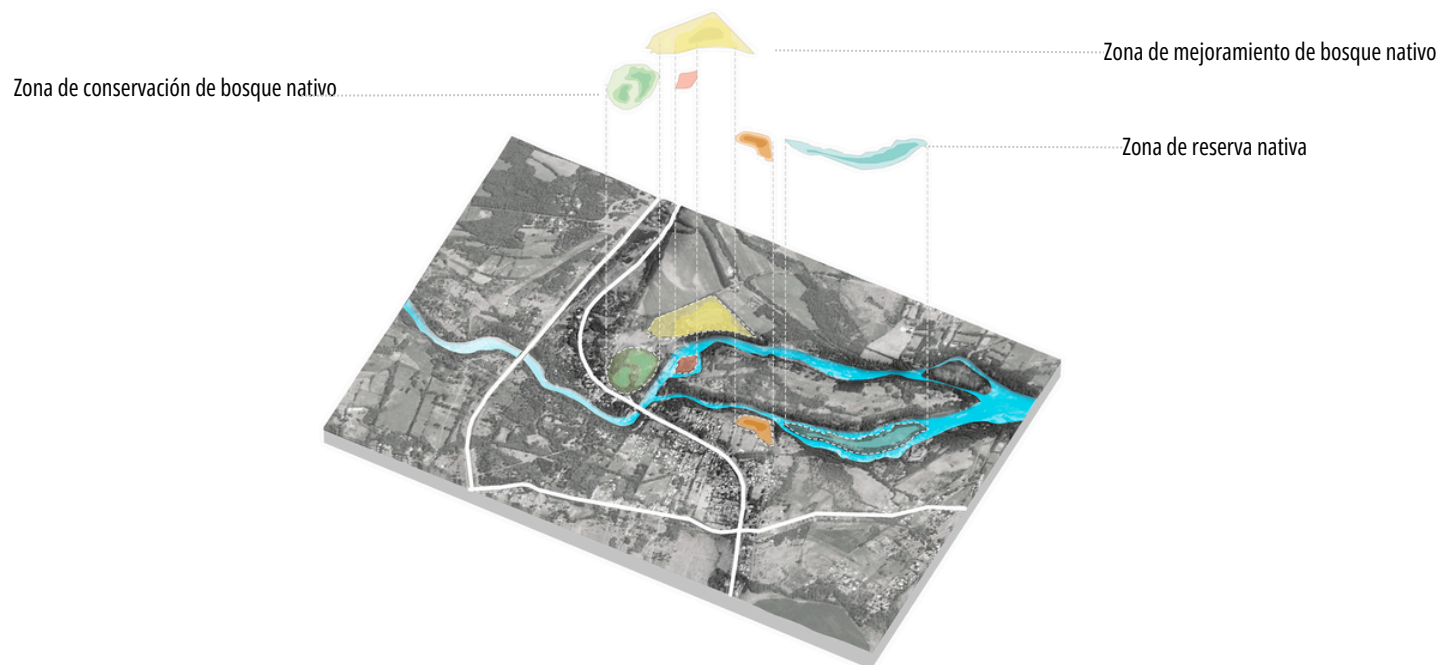 Zona de mejoramiento de bosque nativo
Zona de conservación de bosque nativo
Zona de reserva nativa